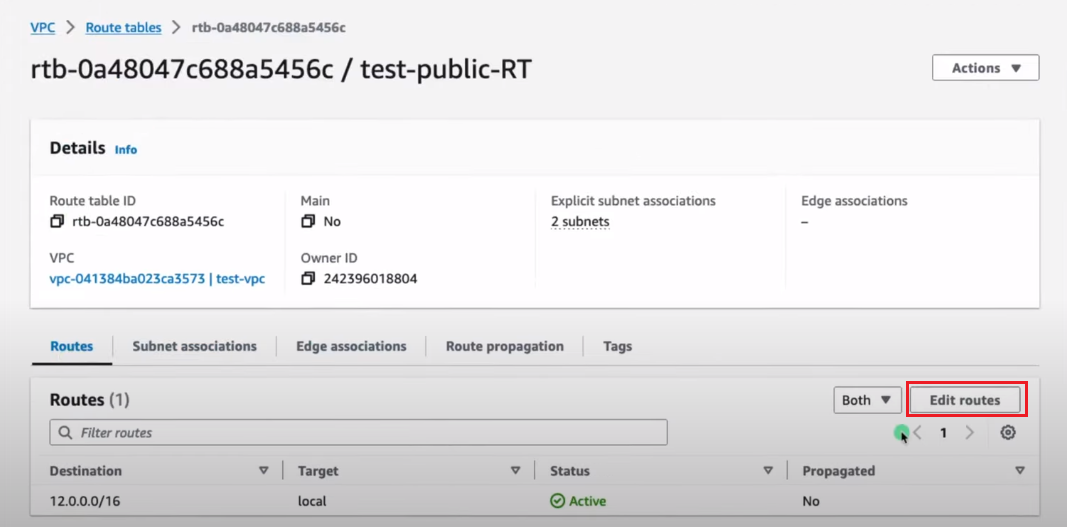 VPC > Route tables > rtb-0a48047c688a5456c
rtb-0a48047c688a5456c / test-public-RT
Actions
Details Info
Route table ID
rtb-0a48047c688a5456c
Main
No
Explicit subnet associations
2 subnets
Edge associations
–
VPC
vpc-041384ba023ca3573 | test-vpc
Owner ID
242396018804
Routes Subnet associations Edge associations Route propagation Tags
Routes (1)
Both
Edit routes
Filter routes
1
Destination Target Status Propagated
12.0.0.0/16 local Active No